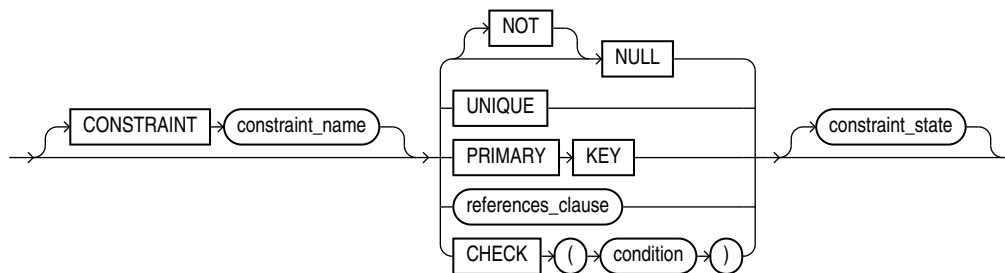 NOT
NULL
UNIQUE
CONSTRAINT constraint_name constraint_state
PRIMARY KEY
references_clause
CHECK ( condition )